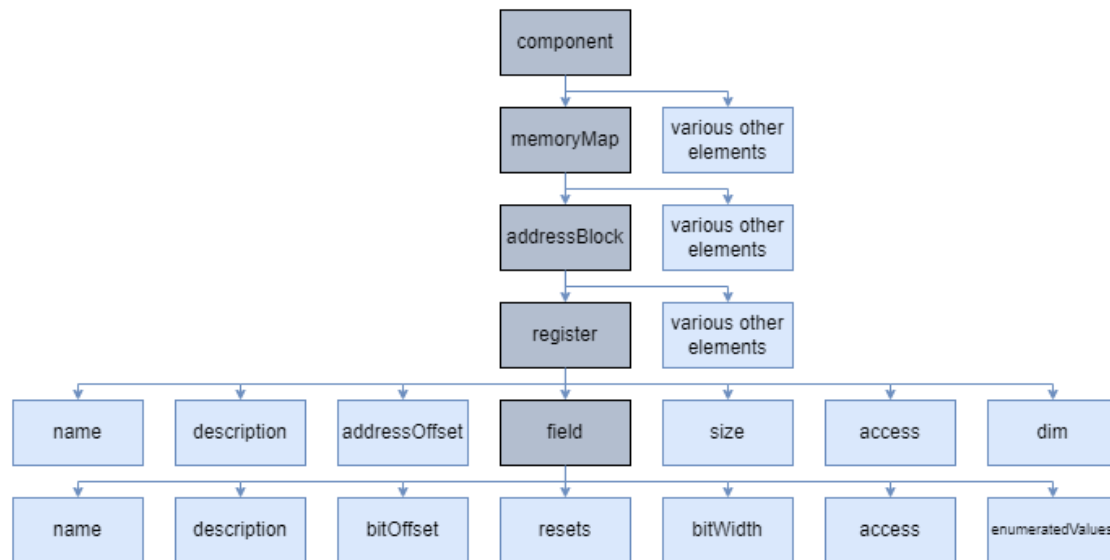 component
memoryMap
various other
elements
addressBlock
various other
elements
register
various other
elements
name
description
addressOffset
field
size
access
dim
name
description
bitOffset
resets
bitWidth
access
enumeratedValues